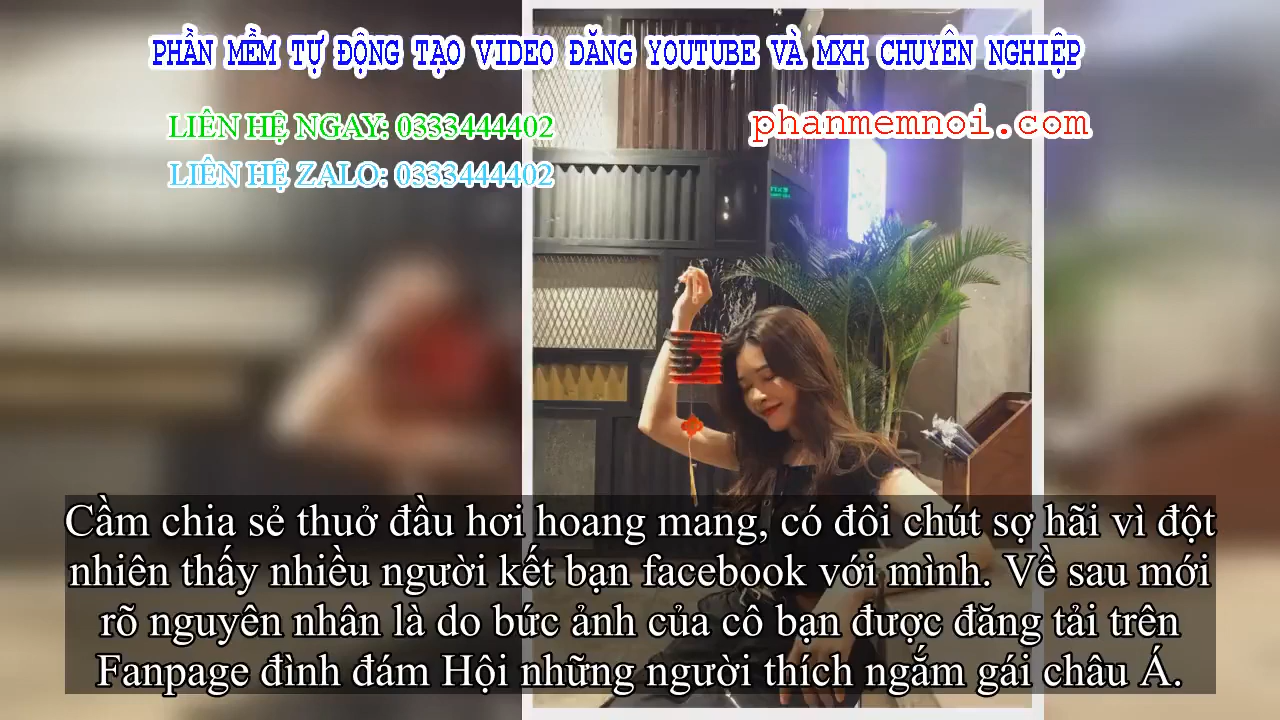 PHẦN MỀM TỰ ĐỘNG TẠO VIDEO ĐĂNG YOUTUBE VÀ MXH CHUYÊN NGHIỆP
LIÊN HỆ NGAY: 0333444402
phanmemnoi.com
LIÊN HỆ ZALO: 0333444402
Cầm chia sẻ thuở đầu hơi hoang mang, có đôi chút sợ hãi vì đột
nhiên thấy nhiều người kết bạn facebook với mình. Về sau mới
rõ nguyên nhân là do bức ảnh của cô bạn được đăng tải trên
Fanpage đình đám Hội những người thích ngắm gái châu Á.